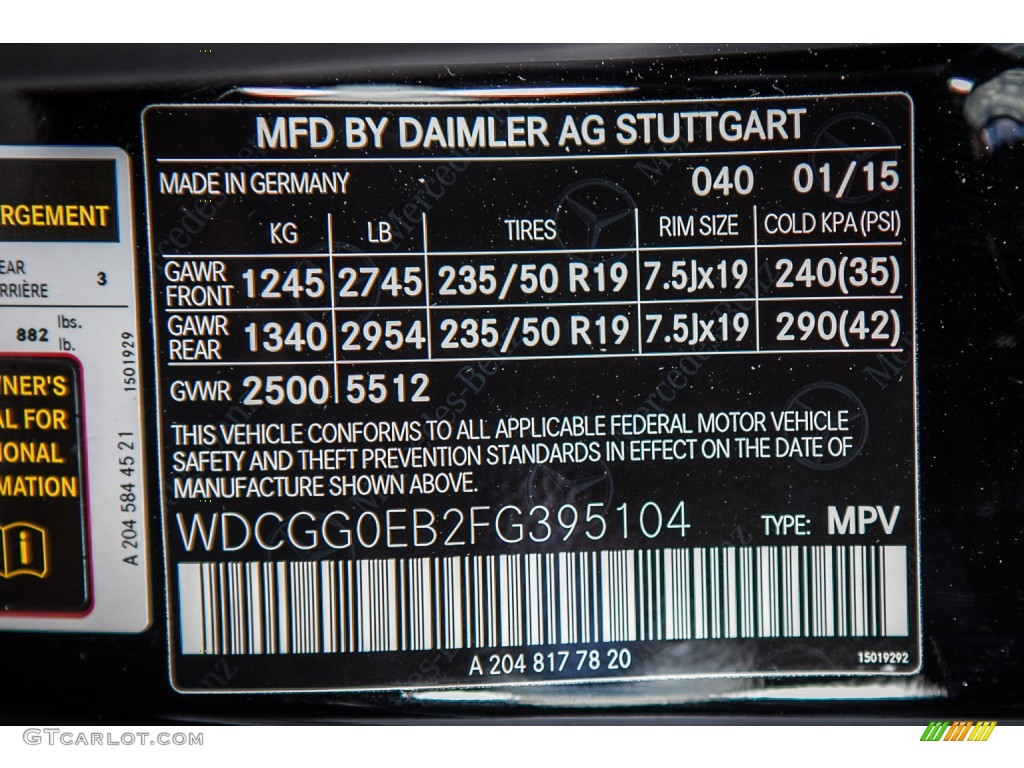 RGEMENT
EAR
RRIÈRE 3
882 lbs.
lb.
WNER'S
AL FOR
IONAL
MATION
A 204 584 45 21 1501929
MFD BY DAIMLER AG STUTTGART
MADE IN GERMANY 040 01/15
KG LB TIRES RIM SIZE COLD KPA (PSI)
GAWR FRONT 1245 2745 235/50 R19 7.5Jx19 240(35)
GAWR REAR 1340 2954 235/50 R19 7.5Jx19 290(42)
GVWR 2500 5512
THIS VEHICLE CONFORMS TO ALL APPLICABLE FEDERAL MOTOR VEHICLE
SAFETY AND THEFT PREVENTION STANDARDS IN EFFECT ON THE DATE OF
MANUFACTURE SHOWN ABOVE.
WDCGG0EB2FG395104 TYPE: MPV
A 204 817 78 20 15019292
GTCARLOT.COM